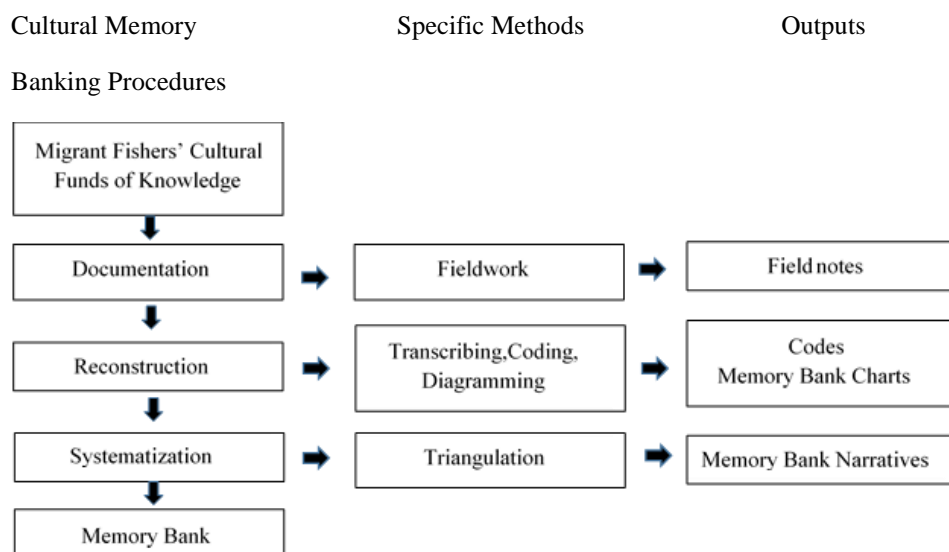 Cultural Memory
Banking Procedures
Specific Methods
Outputs
Migrant Fishers’ Cultural
Funds of Knowledge
Documentation
Fieldwork
Field notes
Reconstruction
Transcribing,Coding,
Diagramming
Codes
Memory Bank Charts
Systematization
Triangulation
Memory Bank Narratives
Memory Bank